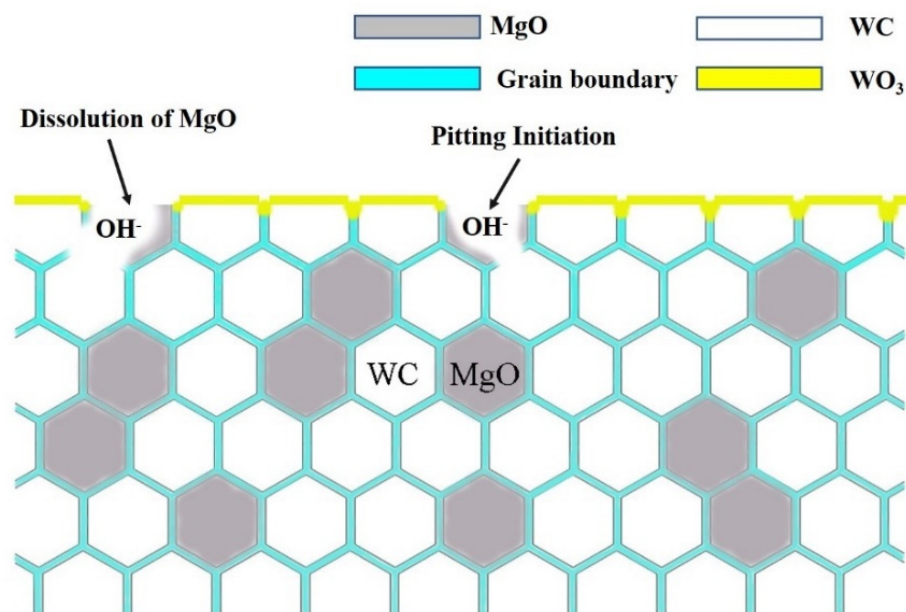 MgO
WC
Grain boundary
WO₃
Dissolution of MgO
Pitting Initiation
OH⁻
OH⁻
WC
MgO